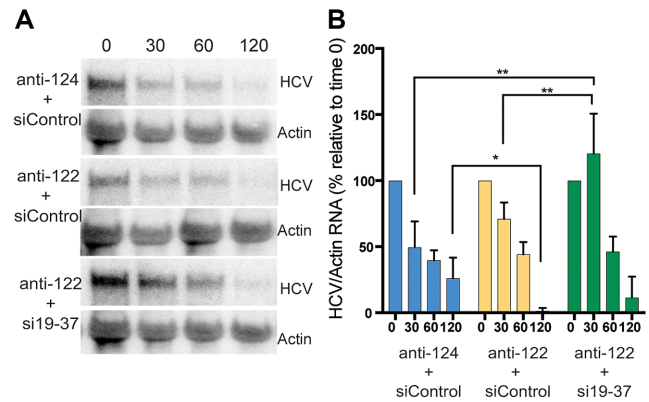 A
0 30 60 120
anti-124
+
siControl
HCV
Actin
anti-122
+
siControl
HCV
Actin
anti-122
+
si19-37
HCV
Actin
B
HCV/Actin RNA (% relative to time 0)
200
150
100
50
0
**
**
*
0 30 60 120 0 30 60 120 0 30 60 120
anti-124 anti-122 anti-122
+ + +
siControl siControl si19-37